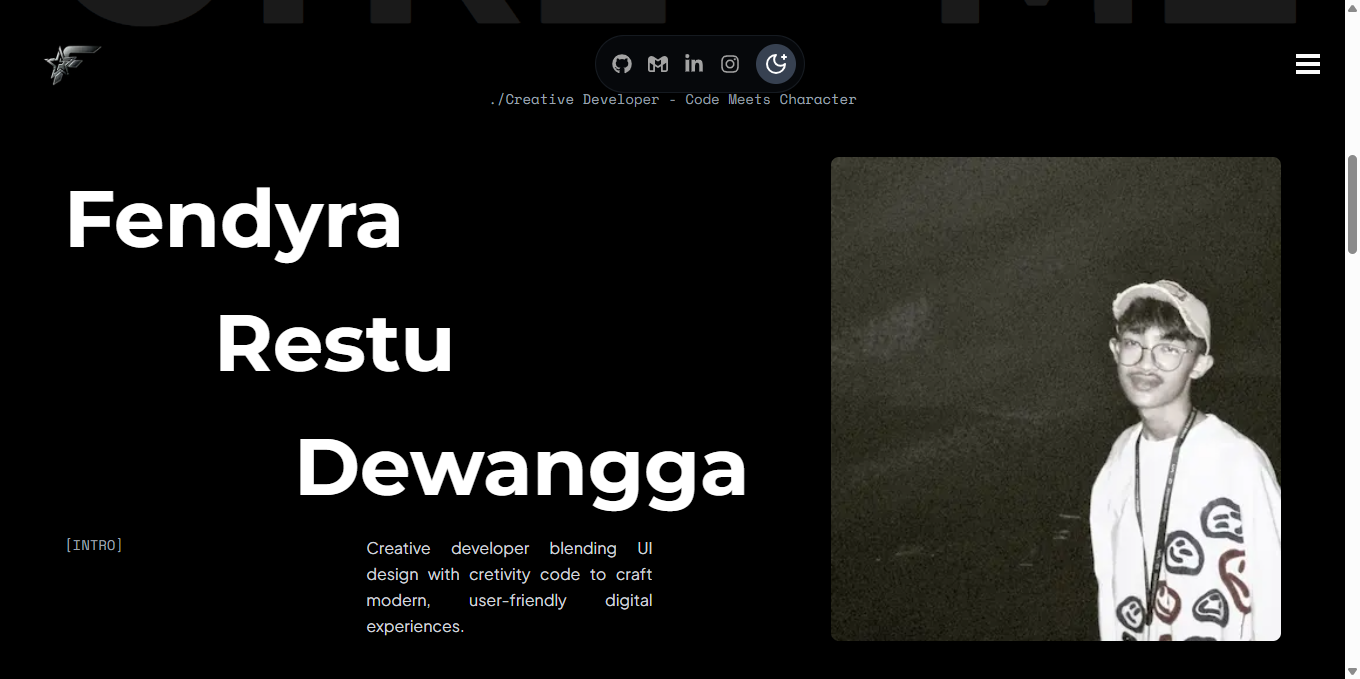 ./Creative Developer - Code Meets Character
Fendyra
Restu
Dewangga
[INTRO]
Creative developer blending UI
design with cretivity code to craft
modern, user-friendly digital
experiences.